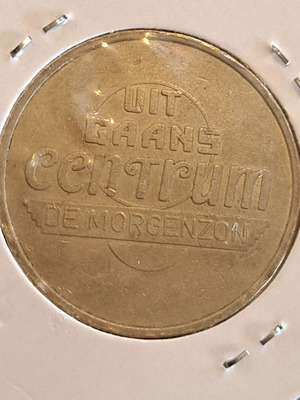 UIT
GAANS
CENTRUM
DE MORGENZON